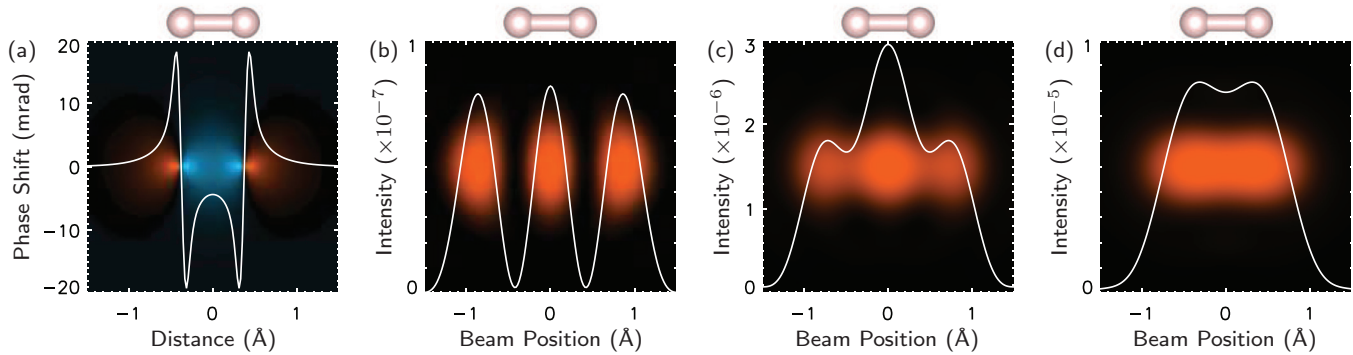 (a)
Phase Shift (mrad)
20
10
0
−10
−20
−1
0
1
Distance (Å)
(b)
Intensity (×10−7)
1
0
−1
0
1
Beam Position (Å)
(c)
Intensity (×10−6)
3
2
1
0
−1
0
1
Beam Position (Å)
(d)
Intensity (×10−5)
1
0
−1
0
1
Beam Position (Å)